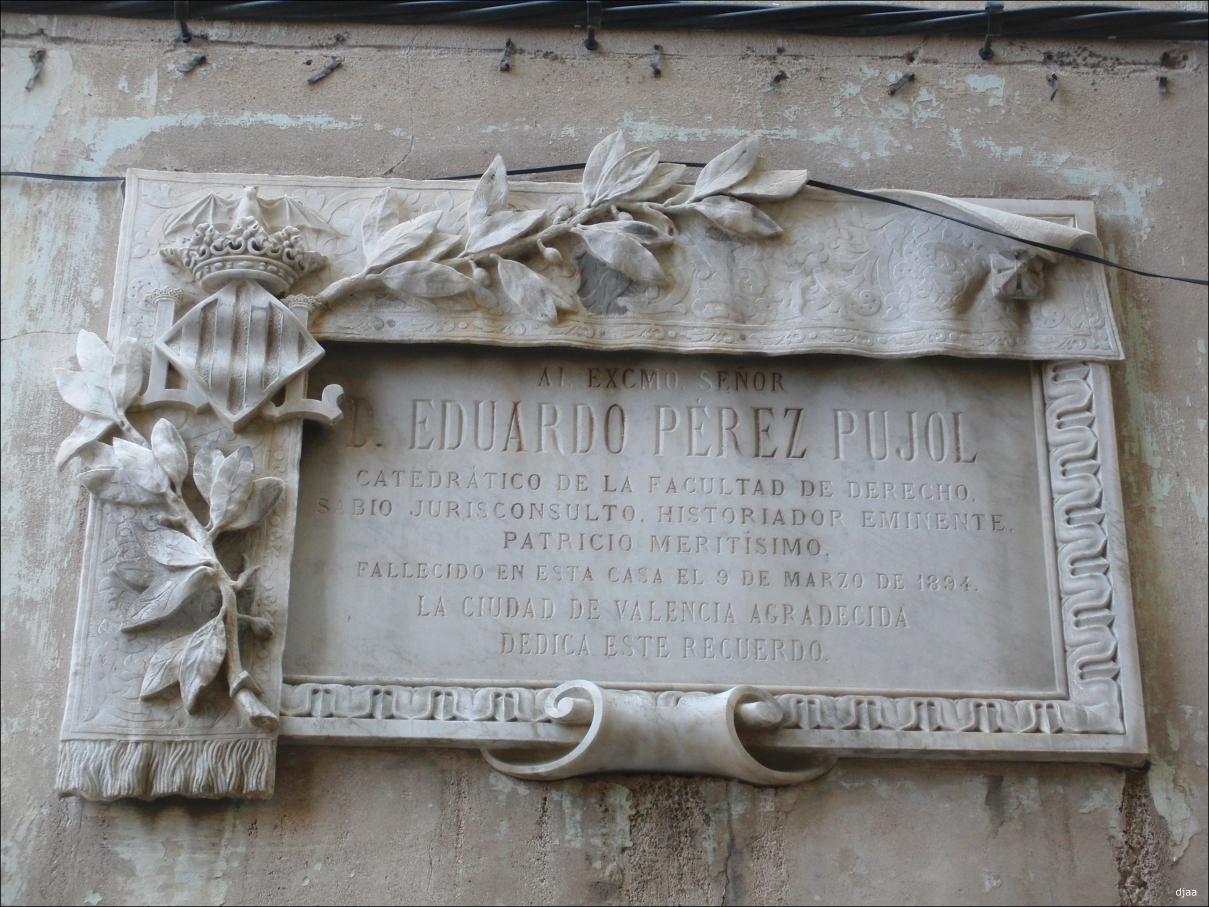 AL EXCMO. SEÑOR
D. EDUARDO PÉREZ PUJOL
CATEDRÁTICO DE LA FACULTAD DE DERECHO,
SABIO JURISCONSULTO, HISTORIADOR EMINENTE,
PATRICIO MERITÍSIMO,
FALLECIDO EN ESTA CASA EL 9 DE MARZO DE 1894.
LA CIUDAD DE VALENCIA AGRADECIDA
DEDICA ESTE RECUERDO.
djaa